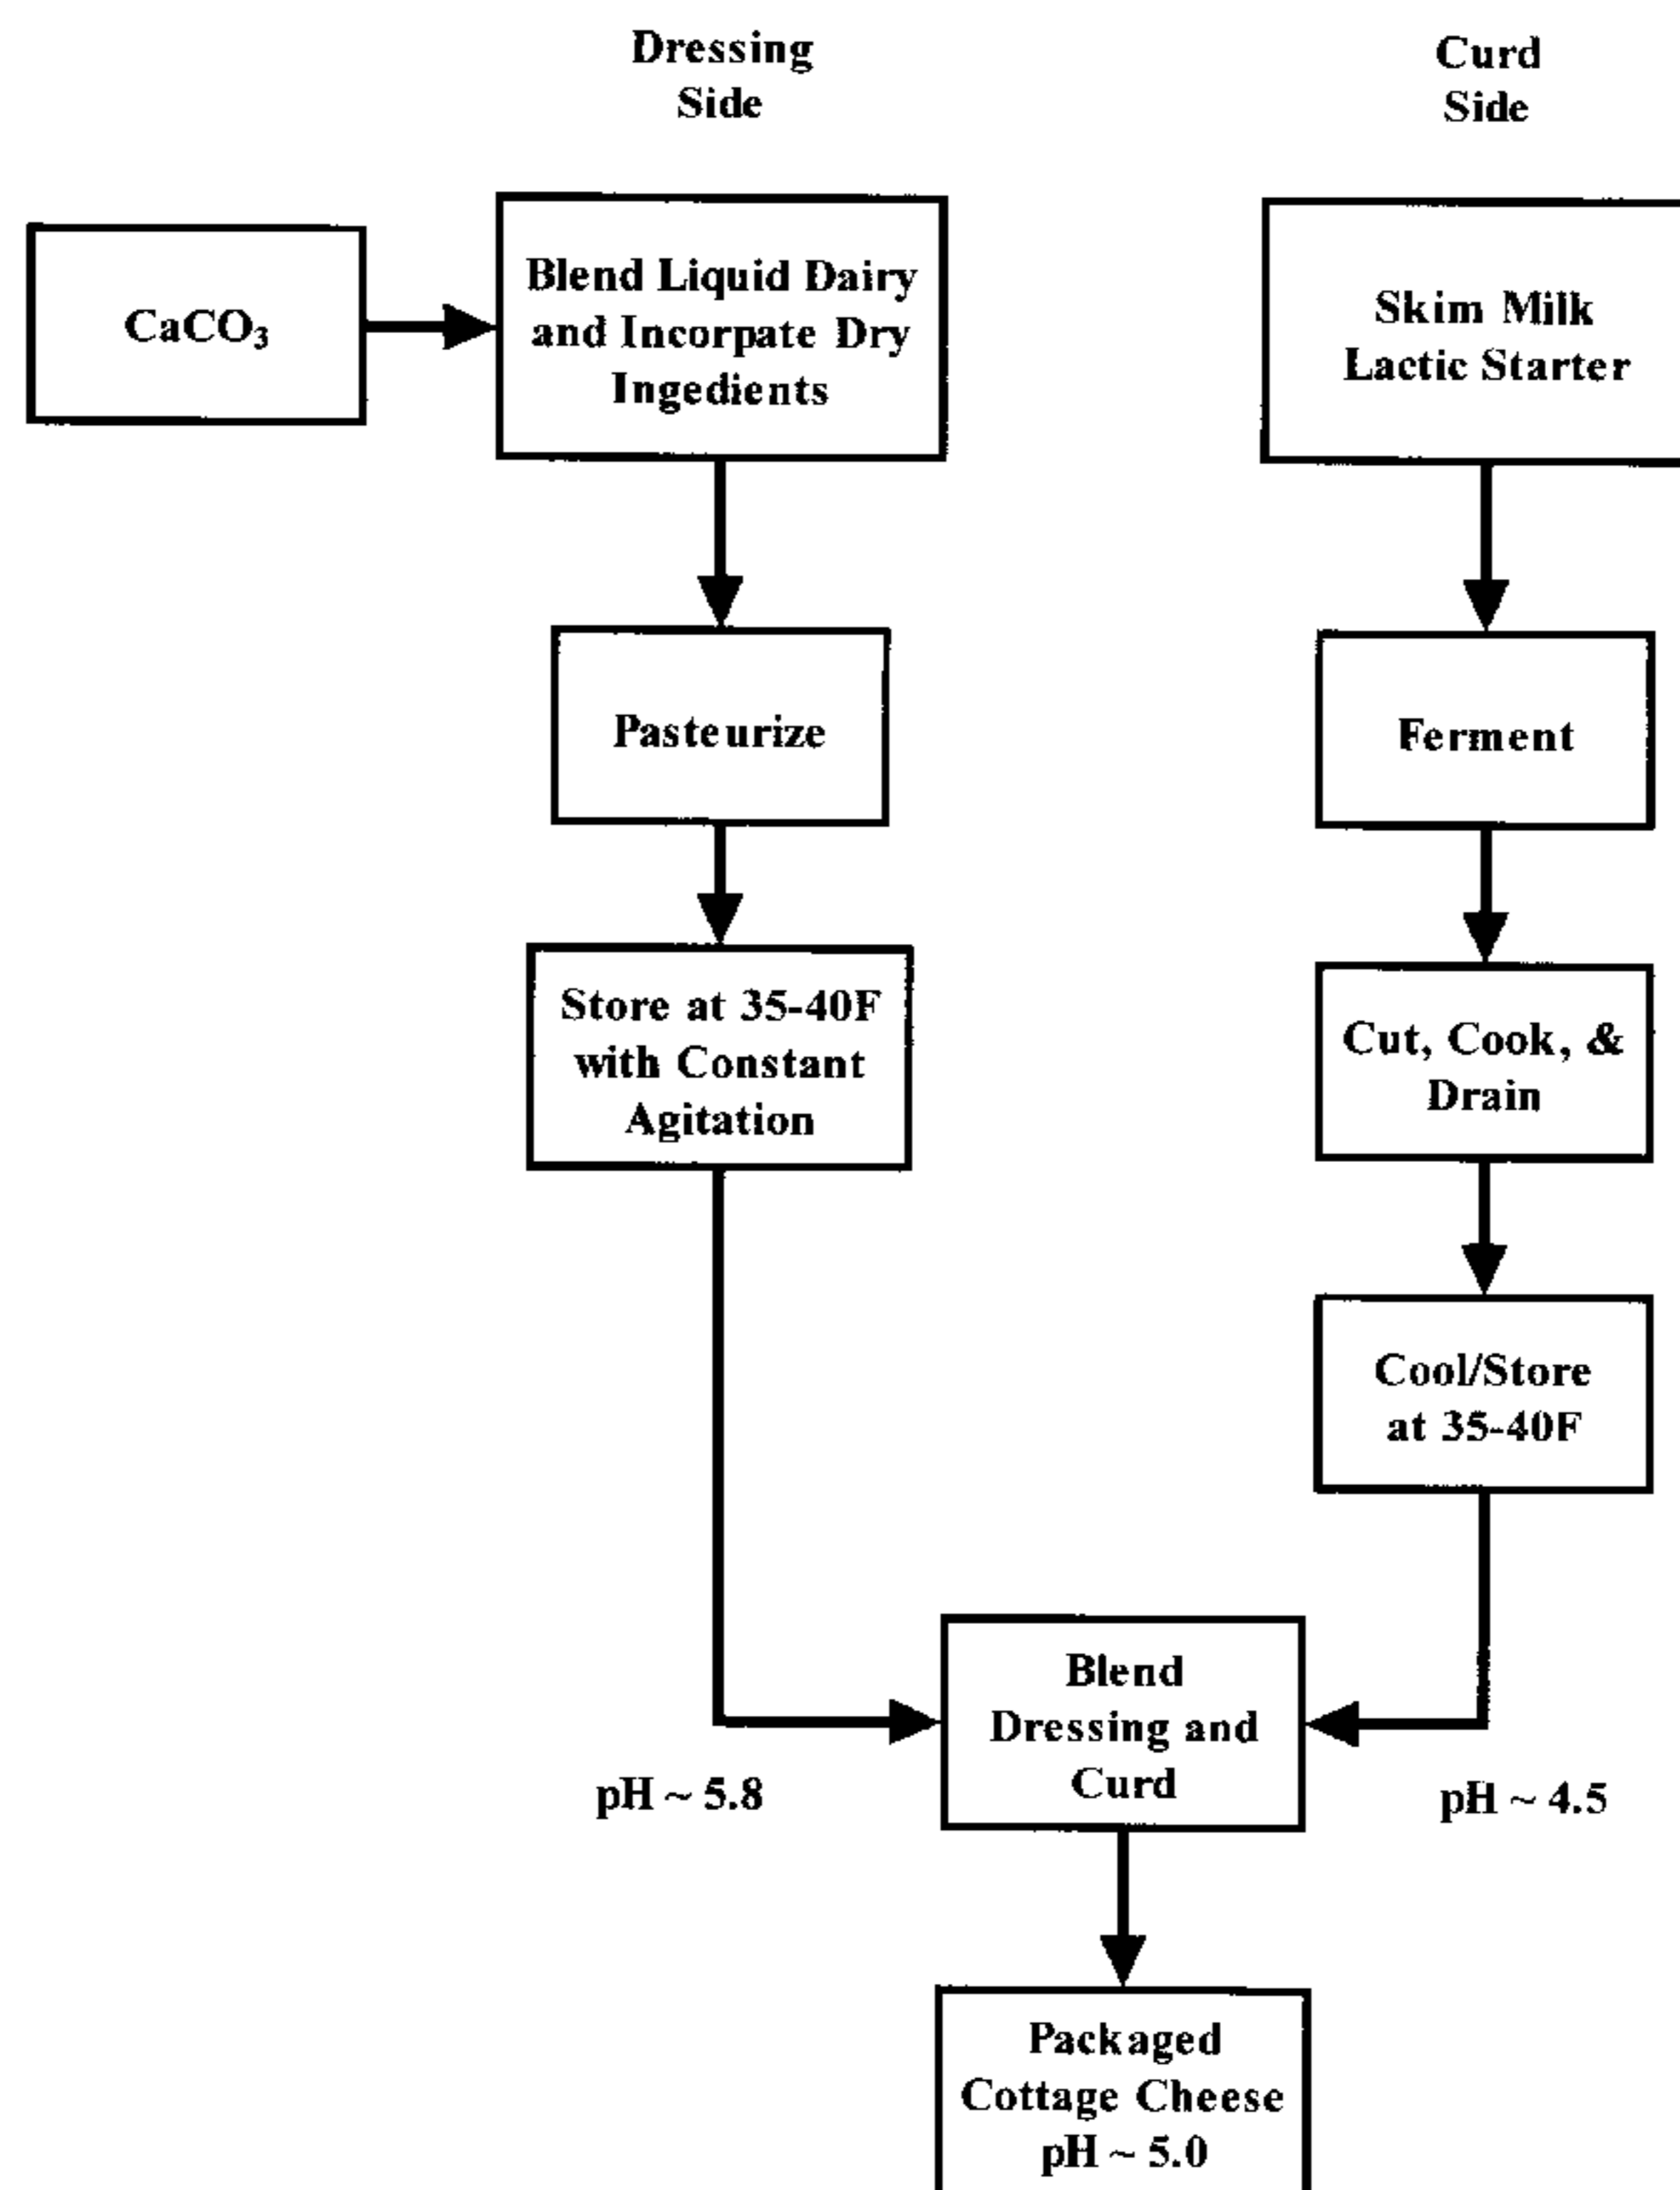 Dressing
Side
Curd
Side
CaCO₃
Blend Liquid Dairy
and Incorpate Dry
Ingedients
Skim Milk
Lactic Starter
Pasteurize
Ferment
Store at 35-40F
with Constant
Agitation
Cut, Cook, &
Drain
Cool/Store
at 35-40F
Blend
Dressing and
Curd
pH ~ 5.8
pH ~ 4.5
Packaged
Cottage Cheese
pH ~ 5.0